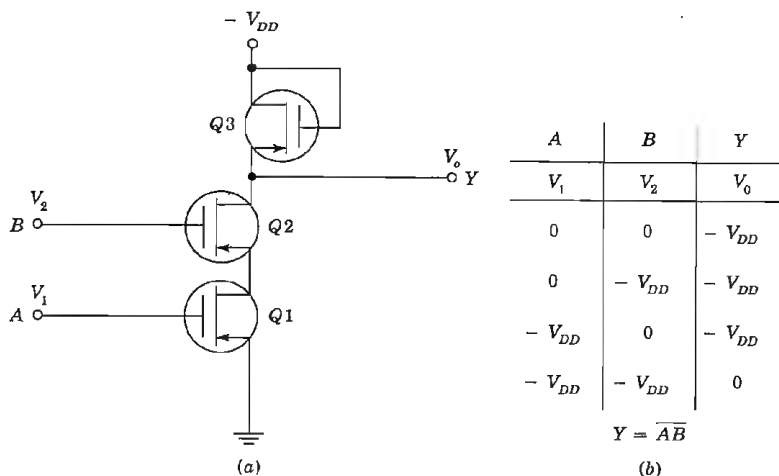 - V_DD
Q3
V_o
Y
V_2
B
Q2
V_1
A
Q1
(a)
A B Y
V_1 V_2 V_0
0 0 - V_DD
0 - V_DD - V_DD
- V_DD 0 - V_DD
- V_DD - V_DD 0
Y = \overline{AB}
(b)